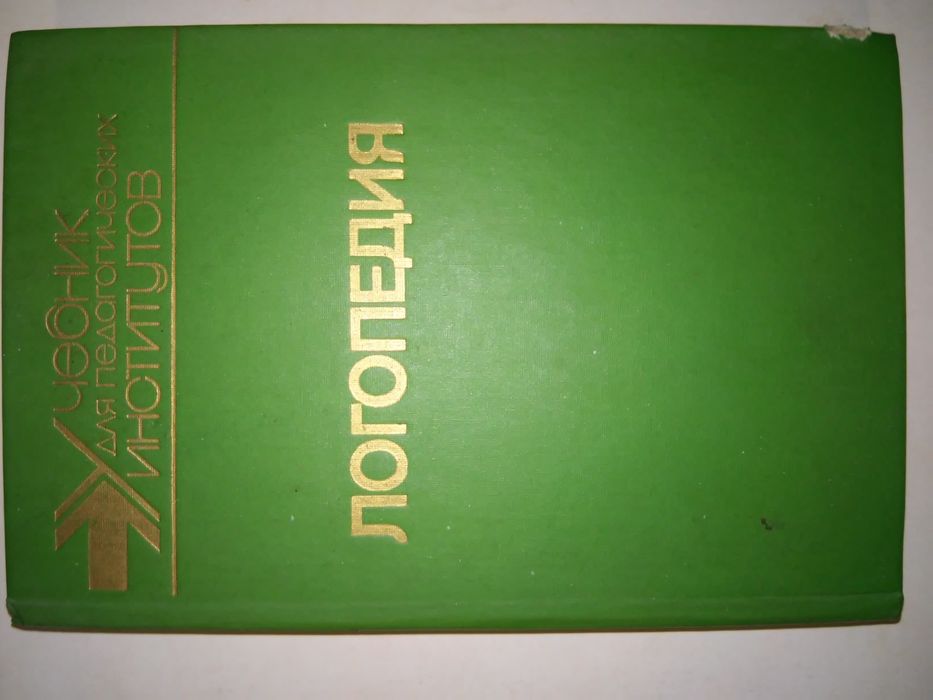 Учебник
для педагогических
институтов
ЛОГОПЕДИЯ